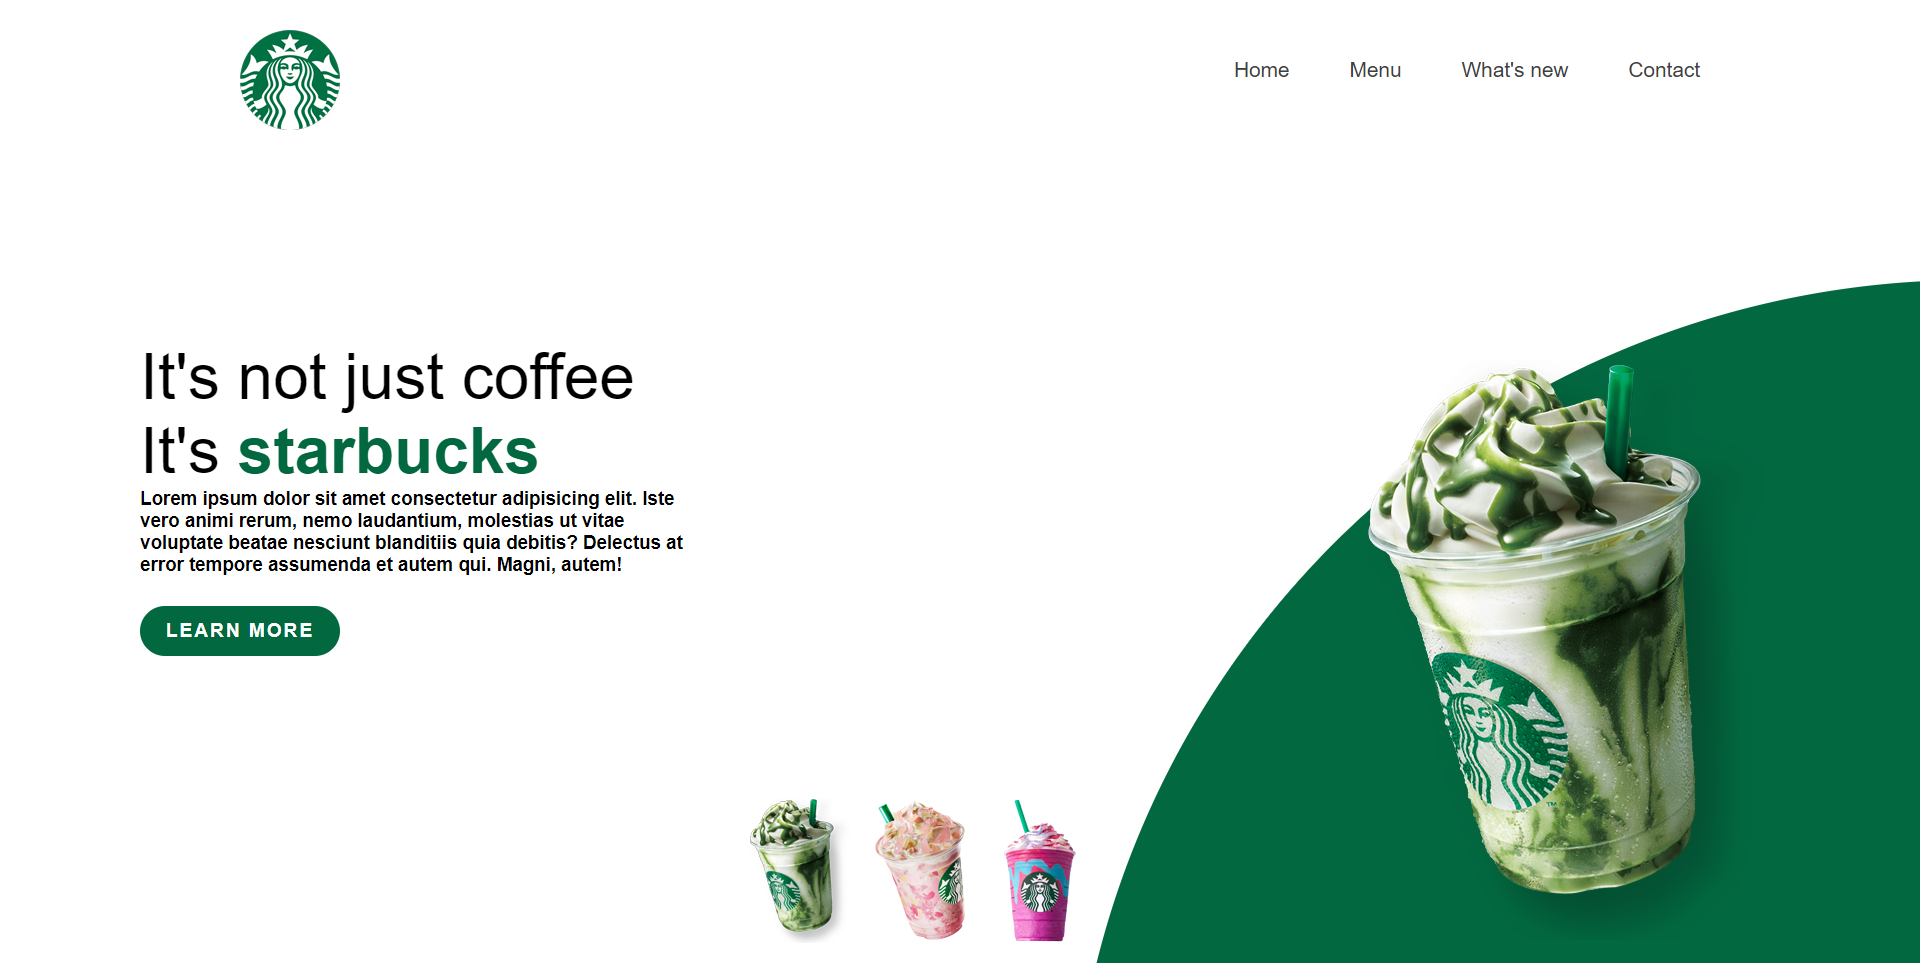 Home Menu What's new Contact
It's not just coffee
It's starbucks
Lorem ipsum dolor sit amet consectetur adipisicing elit. Iste
vero animi rerum, nemo laudantium, molestias ut vitae
voluptate beatae nesciunt blanditiis quia debitis? Delectus at
error tempore assumenda et autem qui. Magni, autem!
LEARN MORE
TM